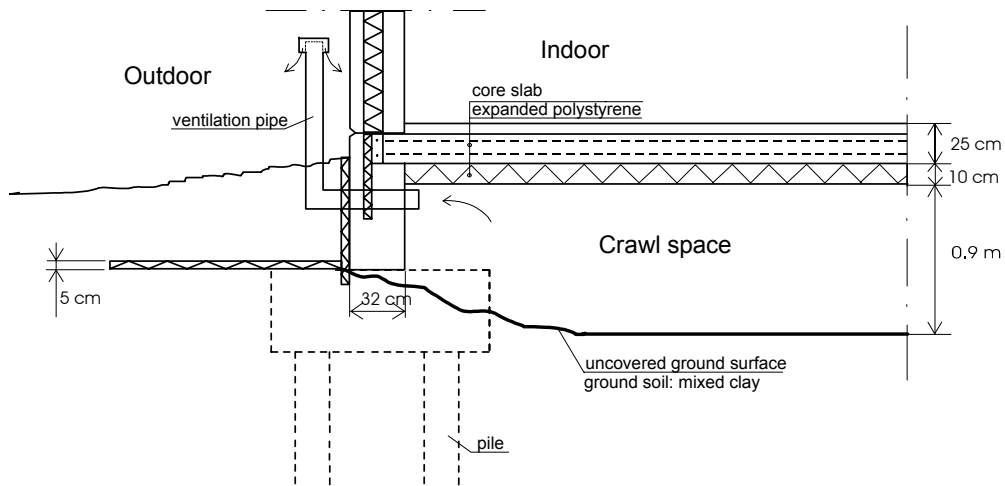 Indoor
Outdoor
core slab
expanded polystyrene
ventilation pipe
25 cm
10 cm
Crawl space
0.9 m
5 cm
32 cm
uncovered ground surface
ground soil: mixed clay
pile